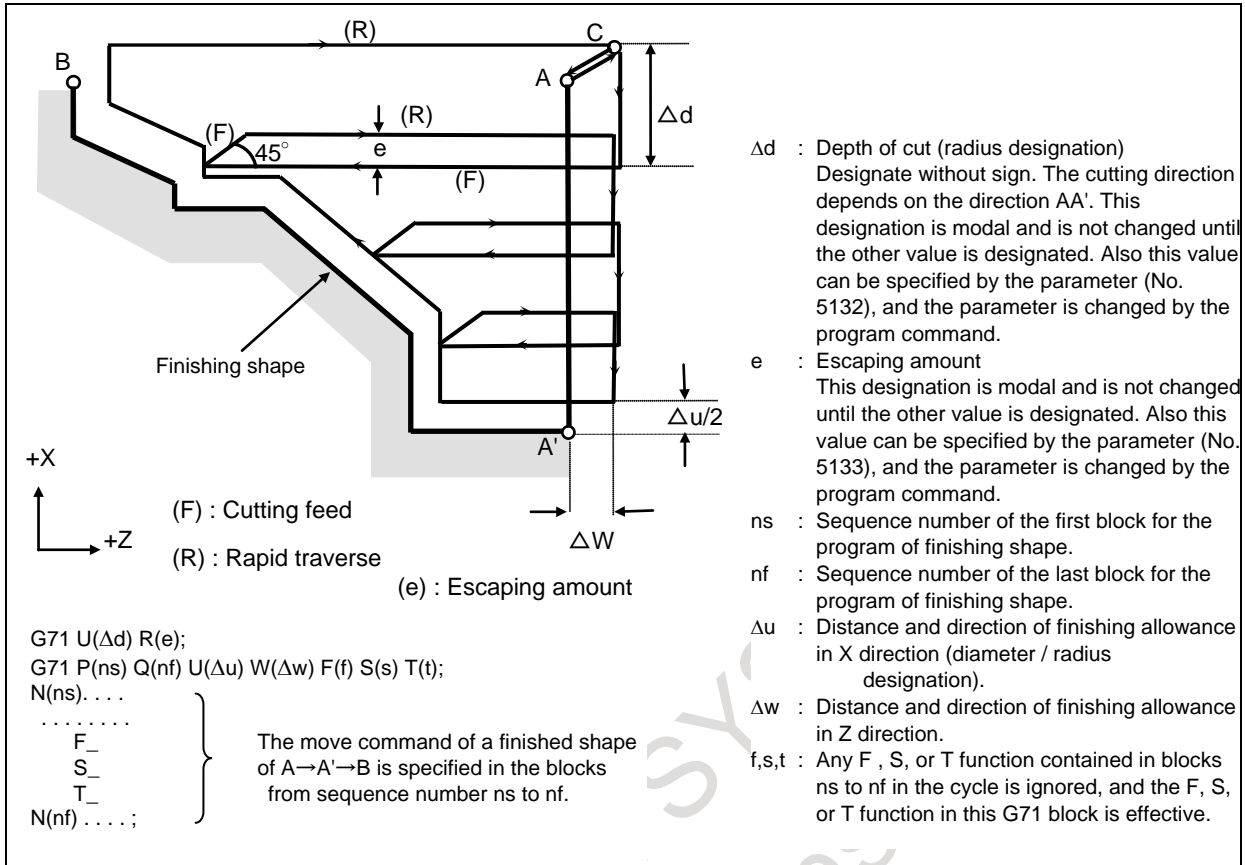 (R)
C
B
A
Δd
(F)
(R)
45°
e
(F)
Finishing shape
Δu/2
A'
+X
+Z
ΔW
(F) : Cutting feed
(R) : Rapid traverse
(e) : Escaping amount
G71 U(Δd) R(e);
G71 P(ns) Q(nf) U(Δu) W(Δw) F(f) S(s) T(t);
N(ns). . . .
. . . . . . . .
F_
S_
T_
N(nf) . . . . ;
The move command of a finished shape
of A→A'→B is specified in the blocks
from sequence number ns to nf.
Δd : Depth of cut (radius designation)
Designate without sign. The cutting direction
depends on the direction AA'. This
designation is modal and is not changed until
the other value is designated. Also this value
can be specified by the parameter (No.
5132), and the parameter is changed by the
program command.
e : Escaping amount
This designation is modal and is not changed
until the other value is designated. Also this
value can be specified by the parameter (No.
5133), and the parameter is changed by the
program command.
ns : Sequence number of the first block for the
program of finishing shape.
nf : Sequence number of the last block for the
program of finishing shape.
Δu : Distance and direction of finishing allowance
in X direction (diameter / radius
designation).
Δw : Distance and direction of finishing allowance
in Z direction.
f,s,t : Any F , S, or T function contained in blocks
ns to nf in the cycle is ignored, and the F, S,
or T function in this G71 block is effective.